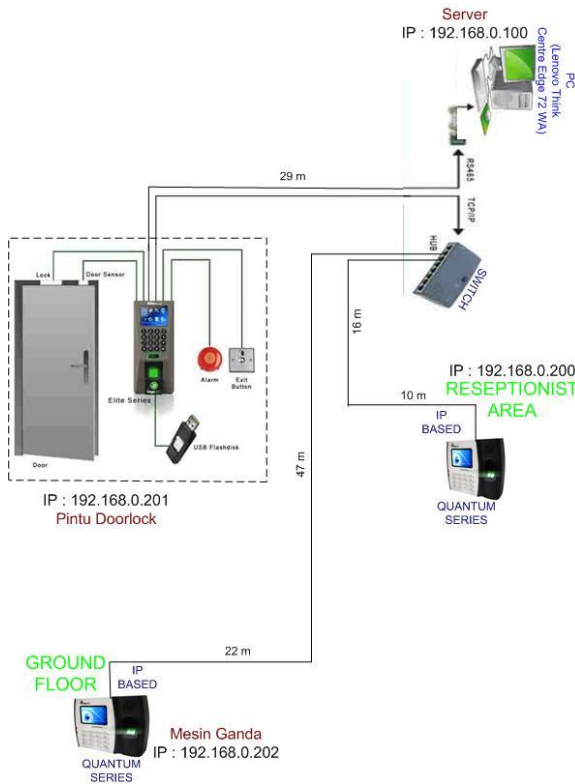 Server
IP : 192.168.0.100
PC
(Lenovo Think
Centre Edge 72 WA)
RS485
29 m
TCP/IP
HUB
SWITCH
Lock
Door Sensor
Alarm
Exit
Button
Elite Series
USB Flashdisk
Door
IP : 192.168.0.201
Pintu Doorlock
16 m
IP : 192.168.0.200
RESEPTIONIST
AREA
10 m
IP
BASED
QUANTUM
SERIES
47 m
22 m
GROUND
FLOOR
IP
BASED
Mesin Ganda
IP : 192.168.0.202
QUANTUM
SERIES